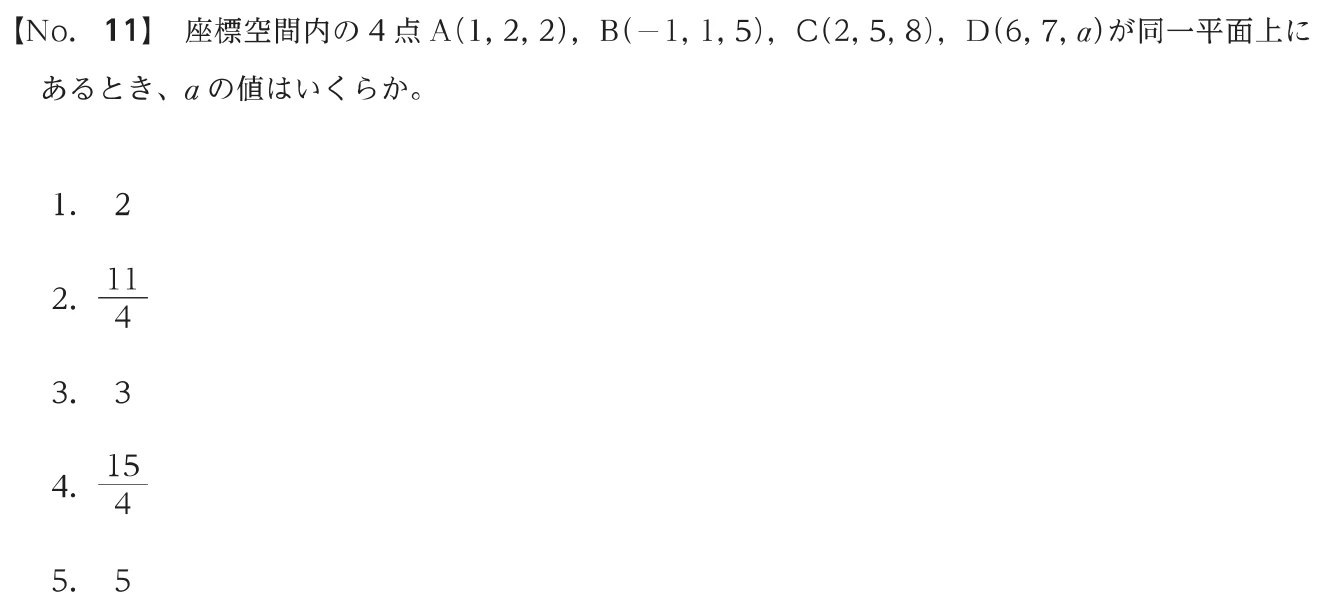 【No. 11】 座標空間内の4点A(1, 2, 2), B(−1, 1, 5), C(2, 5, 8), D(6, 7, a)が同一平面上に
あるとき、aの値はいくらか。
1. 2
2. 11/4
3. 3
4. 15/4
5. 5